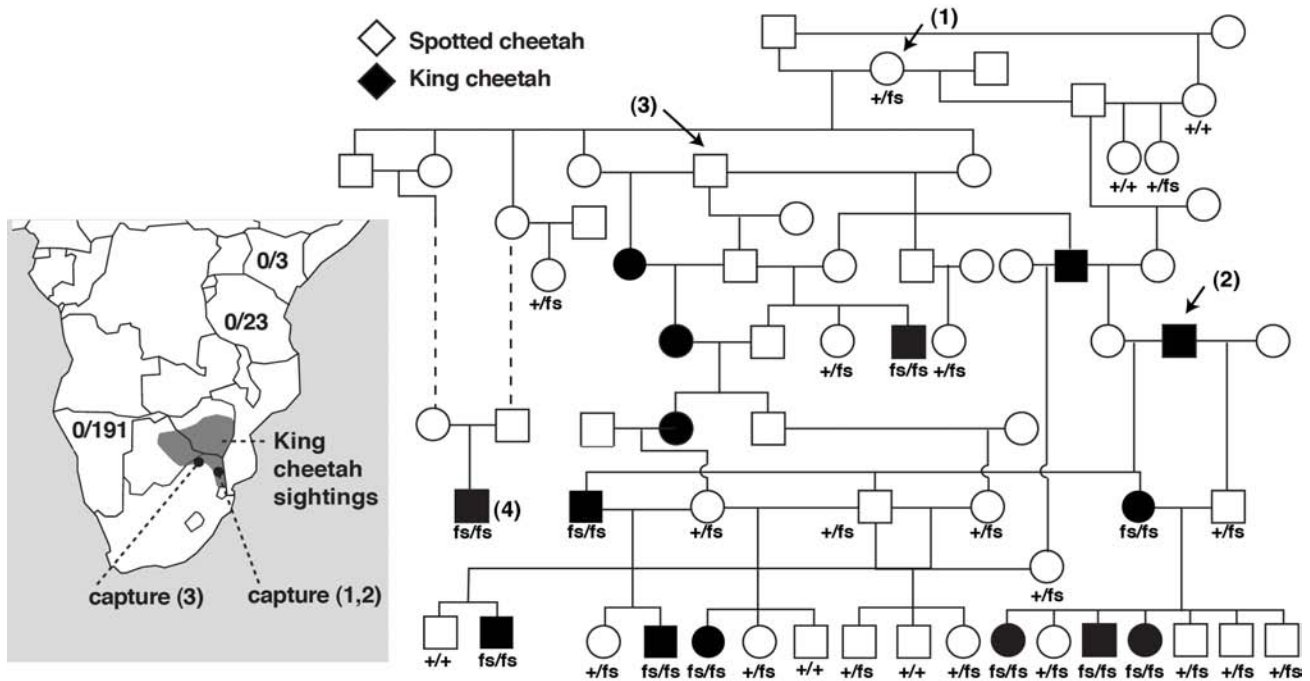 Spotted cheetah
King cheetah
(1)
+/fs
(3)
+/+
+/+ +/fs
(2)
+/fs
+/fs fs/fs +/fs
0/3
0/23
0/191
King
cheetah
sightings
capture (3) capture (1,2)
(4)
fs/fs fs/fs +/fs +/fs +/fs fs/fs +/fs
+/fs
+/+ fs/fs +/fs fs/fs fs/fs +/fs +/+ +/fs +/+ +/fs fs/fs +/fs fs/fs fs/fs +/fs +/fs +/fs